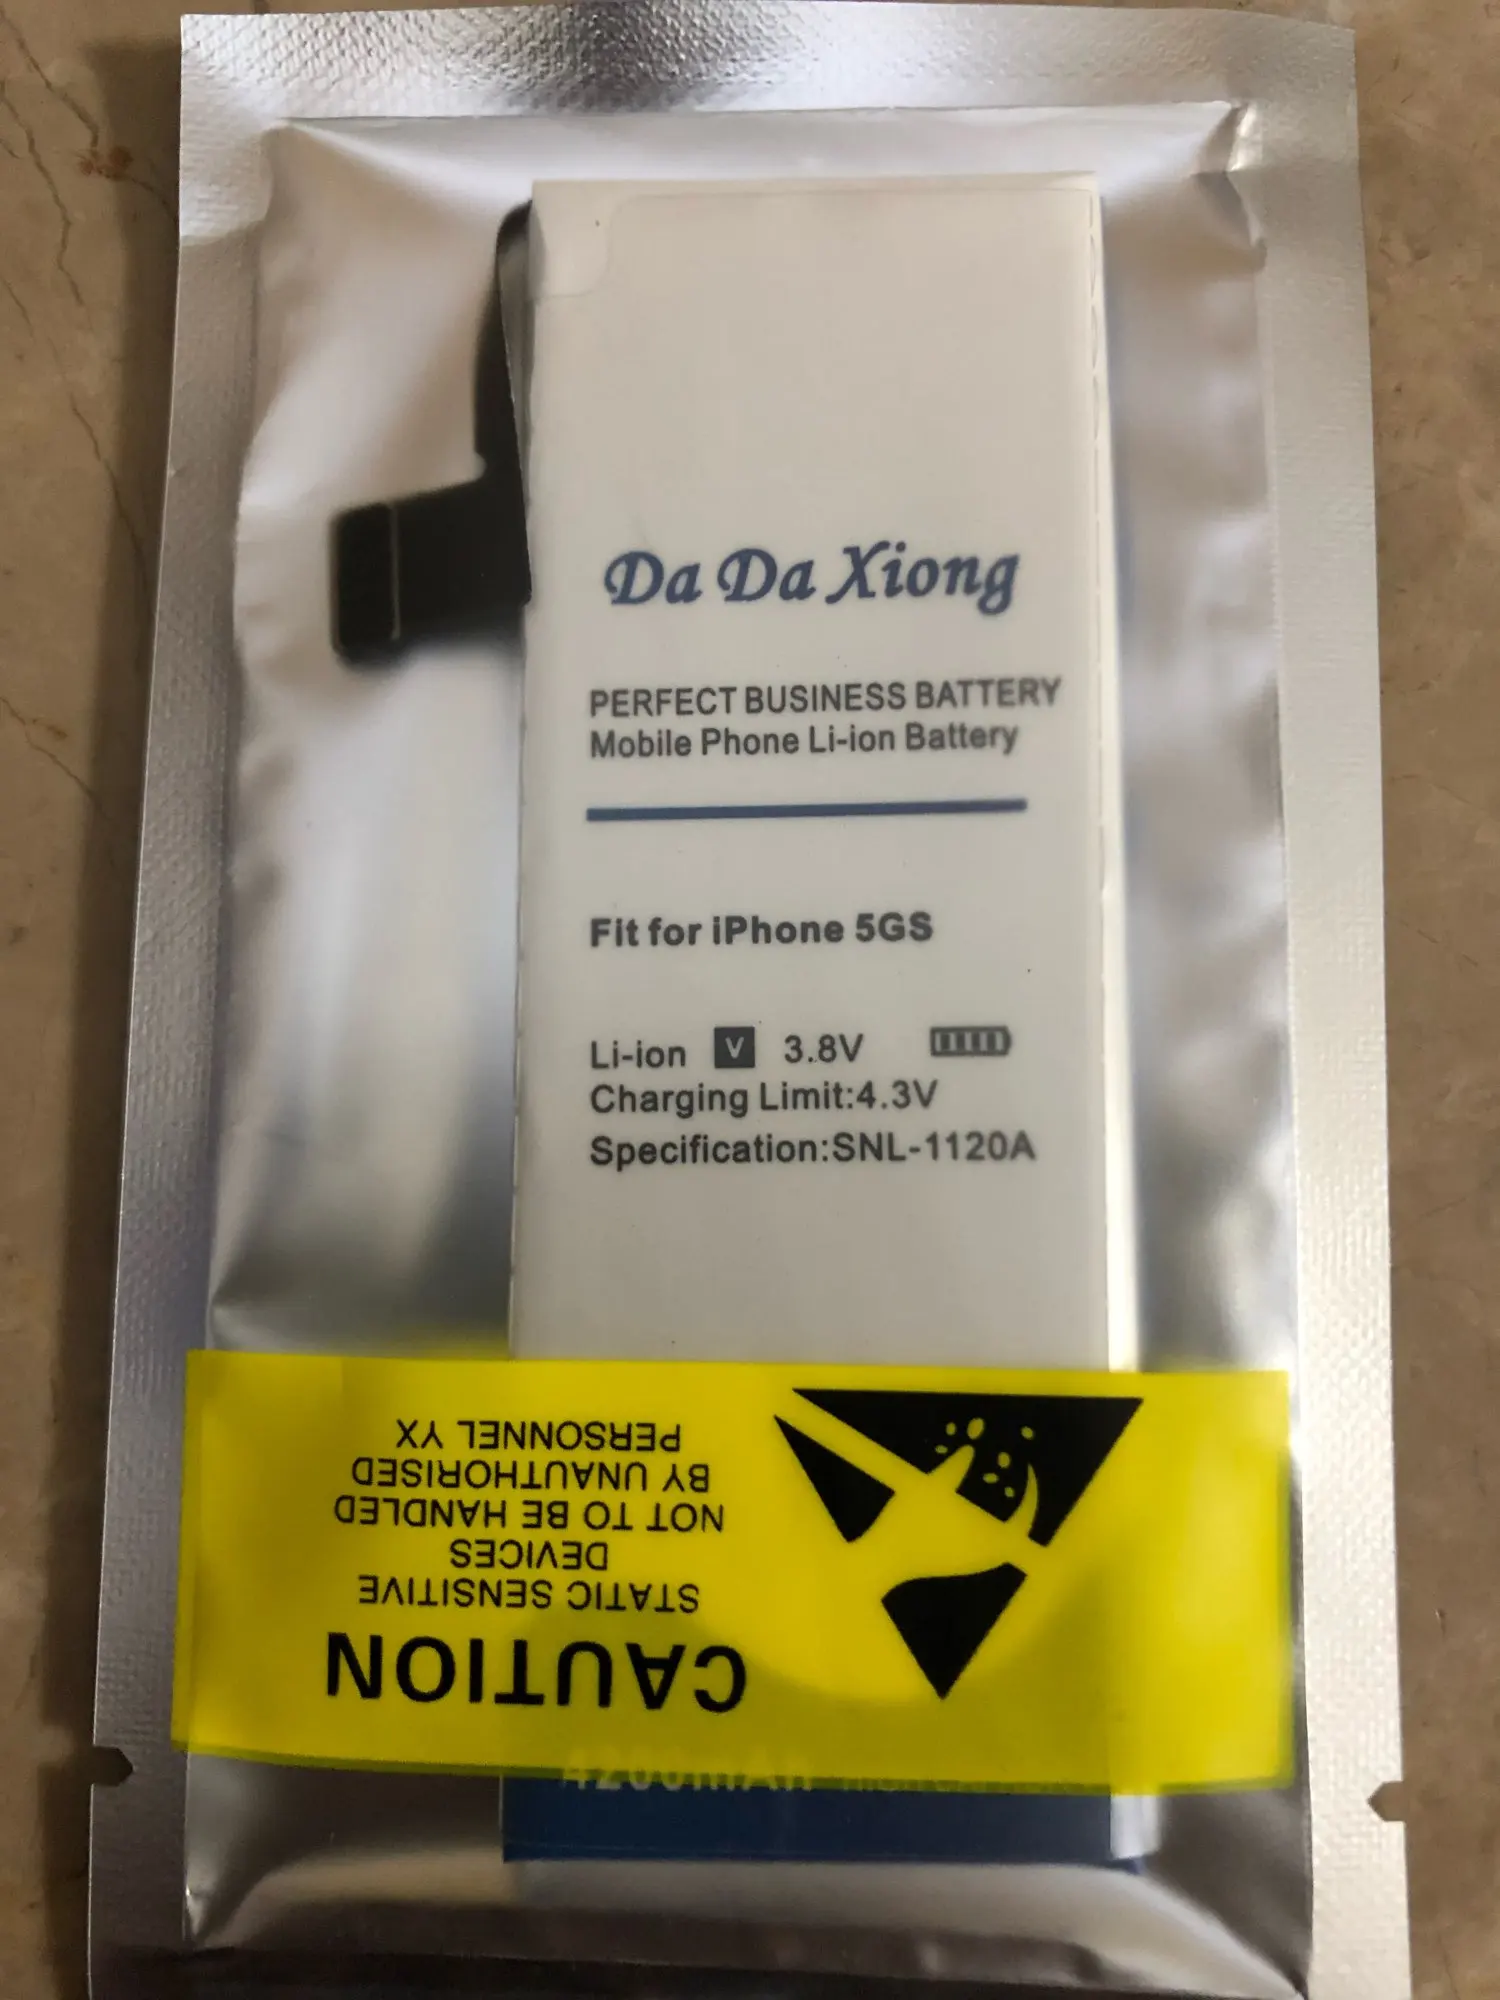 Da Da Xiong
PERFECT BUSINESS BATTERY
Mobile Phone Li-ion Battery
Fit for iPhone 5GS
Li-ion V 3.8V
Charging Limit:4.3V
Specification:SNL-1120A
CAUTION
STATIC SENSITIVE
DEVICES
NOT TO BE HANDLED
BY UNAUTHORISED
PERSONNEL YX
4200mAh